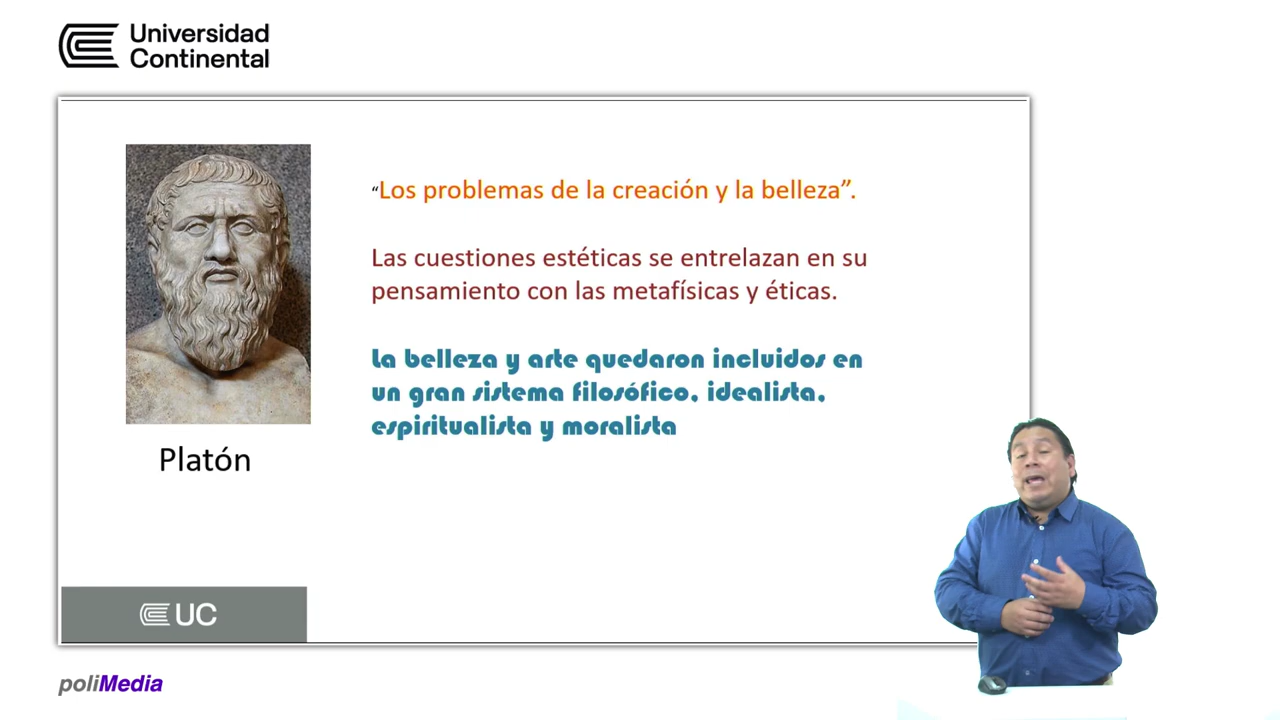 Universidad
Continental
“Los problemas de la creación y la belleza”.
Las cuestiones estéticas se entrelazan en su
pensamiento con las metafísicas y éticas.
La belleza y arte quedaron incluidos en
un gran sistema filosófico, idealista,
espiritualista y moralista
Platón
UC
poliMedia